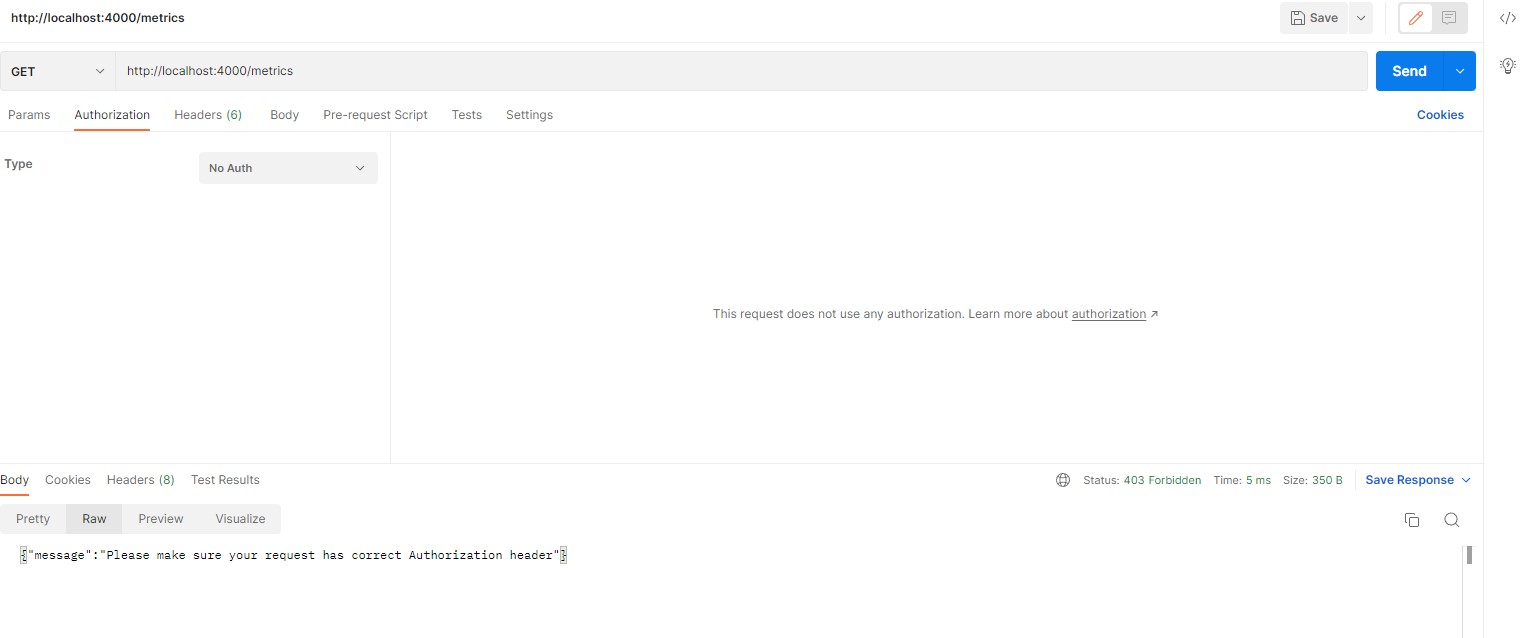 http://localhost:4000/metrics
Save
GET
http://localhost:4000/metrics
Send
Params Authorization Headers (6) Body Pre-request Script Tests Settings Cookies
Type
No Auth
This request does not use any authorization. Learn more about authorization ↗
Body Cookies Headers (8) Test Results Status: 403 Forbidden Time: 5 ms Size: 350 B Save Response
Pretty Raw Preview Visualize
{"message":"Please make sure your request has correct Authorization header"}